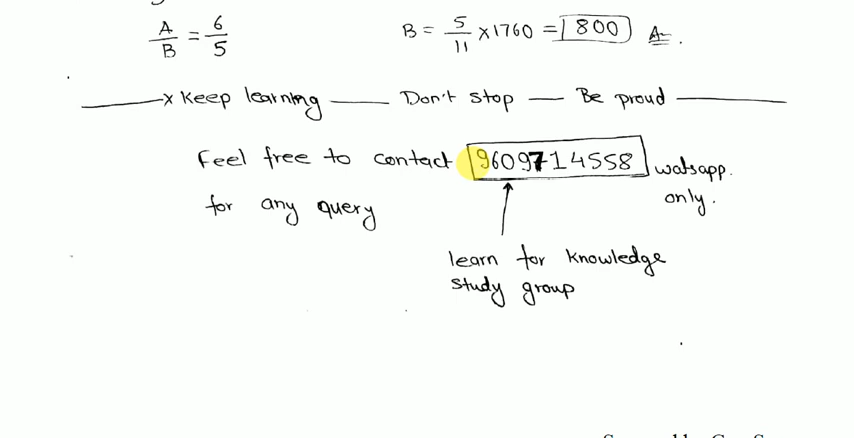 A/B = 6/5
B = 5/11 x 1760 = 800 A.
x Keep learning — Don't stop — Be proud
Feel free to contact 9609714558 watsapp. only.
for any query
learn for knowledge
study group